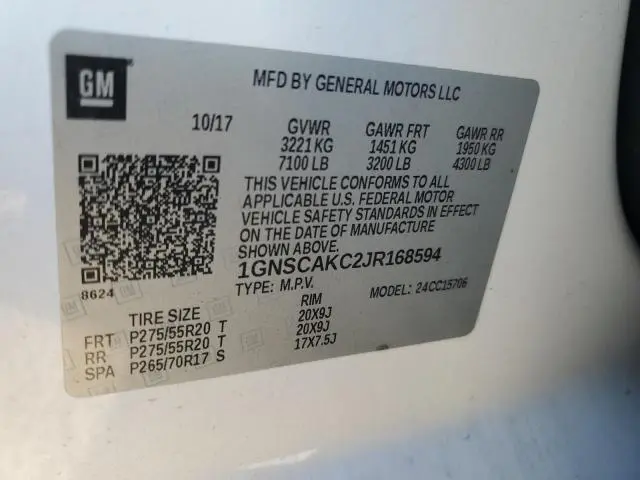 GM
MFD BY GENERAL MOTORS LLC
10/17 GVWR GAWR FRT GAWR RR
3221 KG 1451 KG 1950 KG
7100 LB 3200 LB 4300 LB
THIS VEHICLE CONFORMS TO ALL
APPLICABLE U.S. FEDERAL MOTOR
VEHICLE SAFETY STANDARDS IN EFFECT
ON THE DATE OF MANUFACTURE
SHOWN ABOVE.
1GNSCAKC2JR168594
8624
TYPE: M.P.V. MODEL: 24CC15706
TIRE SIZE RIM
FRT P275/55R20 T 20X9J
RR P275/55R20 T 20X9J
SPA P265/70R17 S 17X7.5J